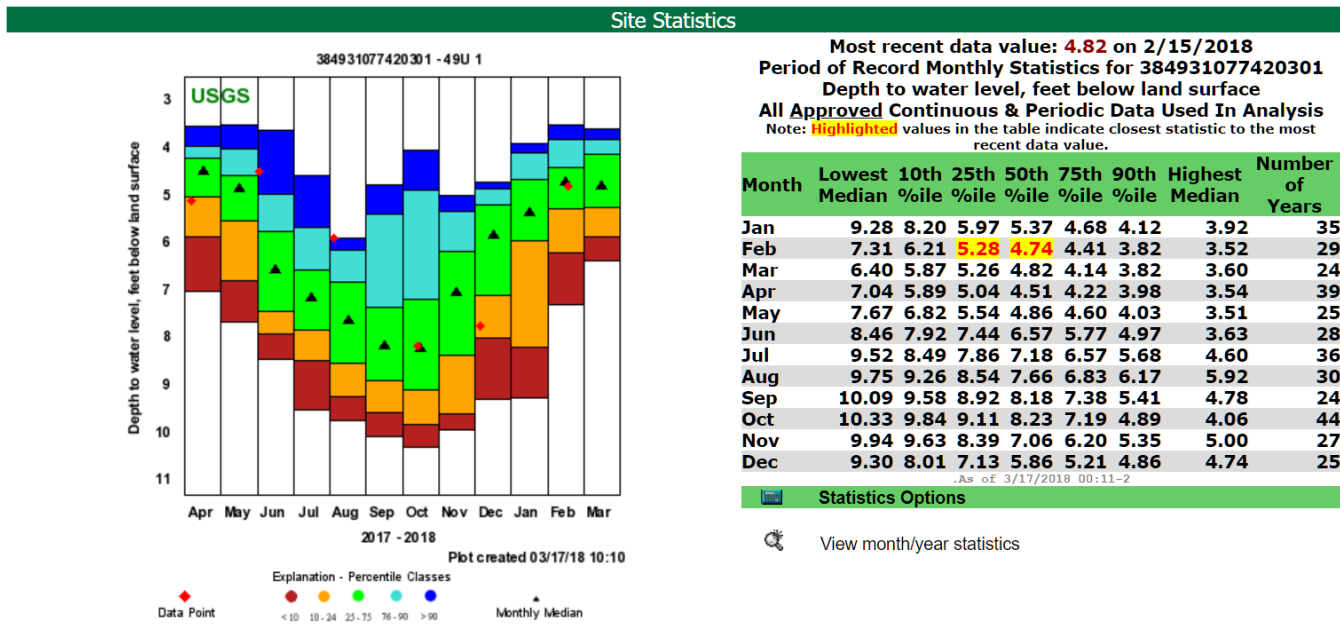 Site Statistics
384931077420301 - 49U 1
USGS
Depth to water level, feet below land surface
3
4
5
6
7
8
9
10
11
Apr May Jun Jul Aug Sep Oct Nov Dec Jan Feb Mar
2017 - 2018
Plot created 03/17/18 10:10
Explanation - Percentile Classes
Data Point
<10 10-24 25-75 76-90 >90
Monthly Median
Most recent data value: 4.82 on 2/15/2018
Period of Record Monthly Statistics for 384931077420301
Depth to water level, feet below land surface
All Approved Continuous & Periodic Data Used In Analysis
Note: Highlighted values in the table indicate closest statistic to the most
recent data value.
Month Lowest Median 10th %ile 25th %ile 50th %ile 75th %ile 90th %ile Highest Median Number of Years
Jan 9.28 8.20 5.97 5.37 4.68 4.12 3.92 35
Feb 7.31 6.21 5.28 4.74 4.41 3.82 3.52 29
Mar 6.40 5.87 5.26 4.82 4.14 3.82 3.60 24
Apr 7.04 5.89 5.04 4.51 4.22 3.98 3.54 39
May 7.67 6.82 5.54 4.86 4.60 4.03 3.51 25
Jun 8.46 7.92 7.44 6.57 5.77 4.97 3.63 28
Jul 9.52 8.49 7.86 7.18 6.57 5.68 4.60 36
Aug 9.75 9.26 8.54 7.66 6.83 6.17 5.92 30
Sep 10.09 9.58 8.92 8.18 7.38 5.41 4.78 24
Oct 10.33 9.84 9.11 8.23 7.19 4.89 4.06 44
Nov 9.94 9.63 8.39 7.06 6.20 5.35 5.00 27
Dec 9.30 8.01 7.13 5.86 5.21 4.86 4.74 25
.As of 3/17/2018 00:11-2
Statistics Options
View month/year statistics